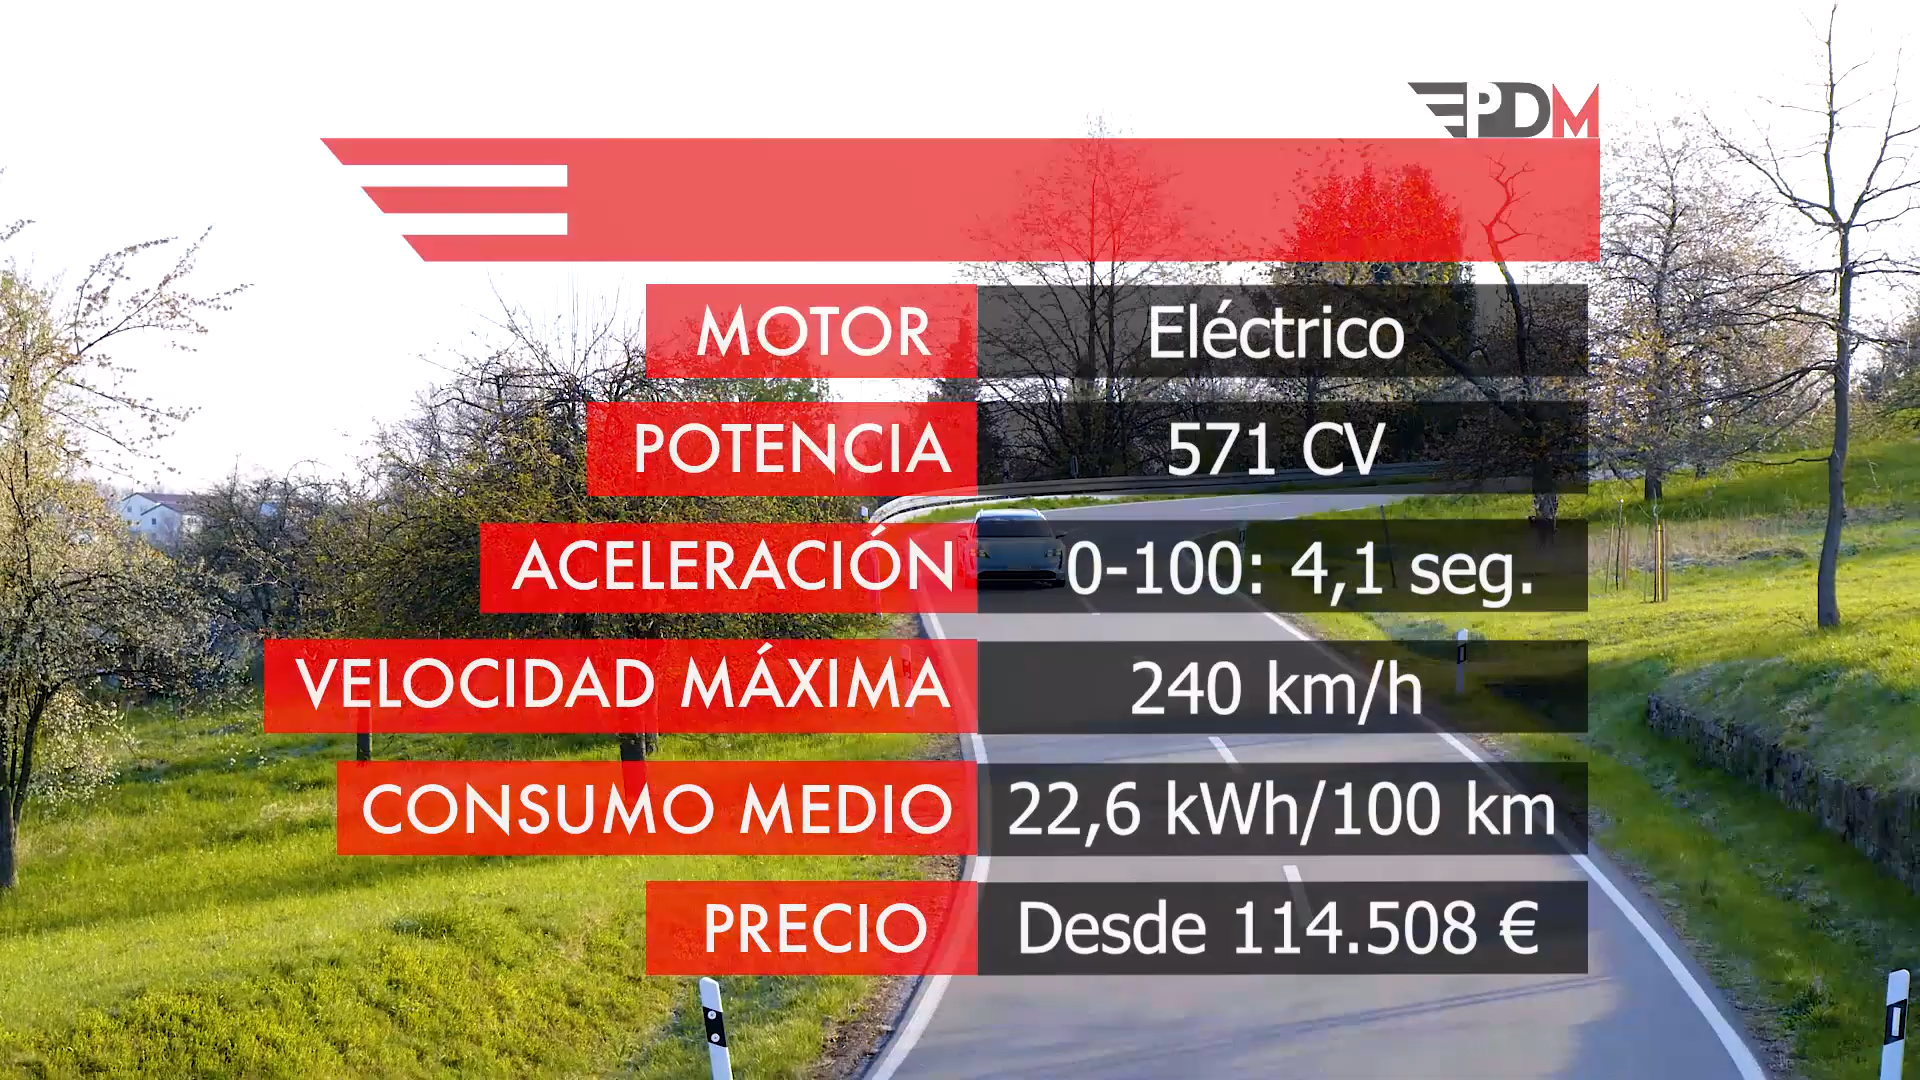 PDM
MOTOR Eléctrico
POTENCIA 571 CV
ACELERACIÓN 0-100: 4,1 seg.
VELOCIDAD MÁXIMA 240 km/h
CONSUMO MEDIO 22,6 kWh/100 km
PRECIO Desde 114.508 €